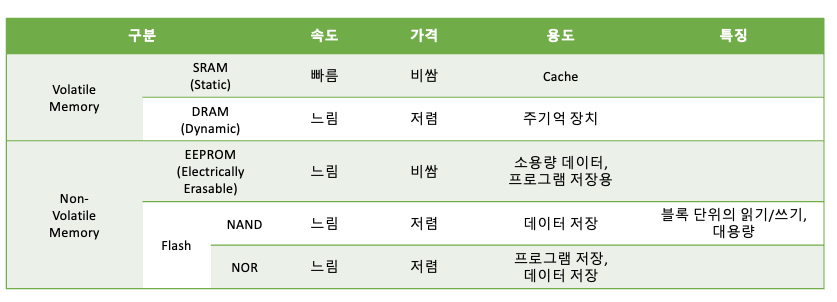 구분 속도 가격 용도 특징
Volatile
Memory
SRAM
(Static)
빠름 비쌈 Cache
DRAM
(Dynamic)
느림 저렴 주기억 장치
Non-
Volatile
Memory
EEPROM
(Electrically
Erasable)
느림 비쌈
소용량 데이터,
프로그램 저장용
Flash
NAND 느림 저렴 데이터 저장
블록 단위의 읽기/쓰기,
대용량
NOR 느림 저렴
프로그램 저장,
데이터 저장